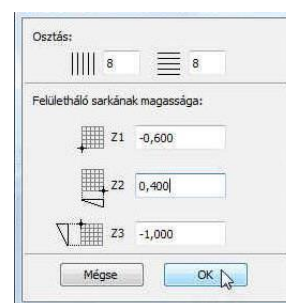 Osztás:
8 8
Felületháló sarkának magassága:
Z1 -0,600
Z2 0,400
Z3 -1,000
Mégse OK